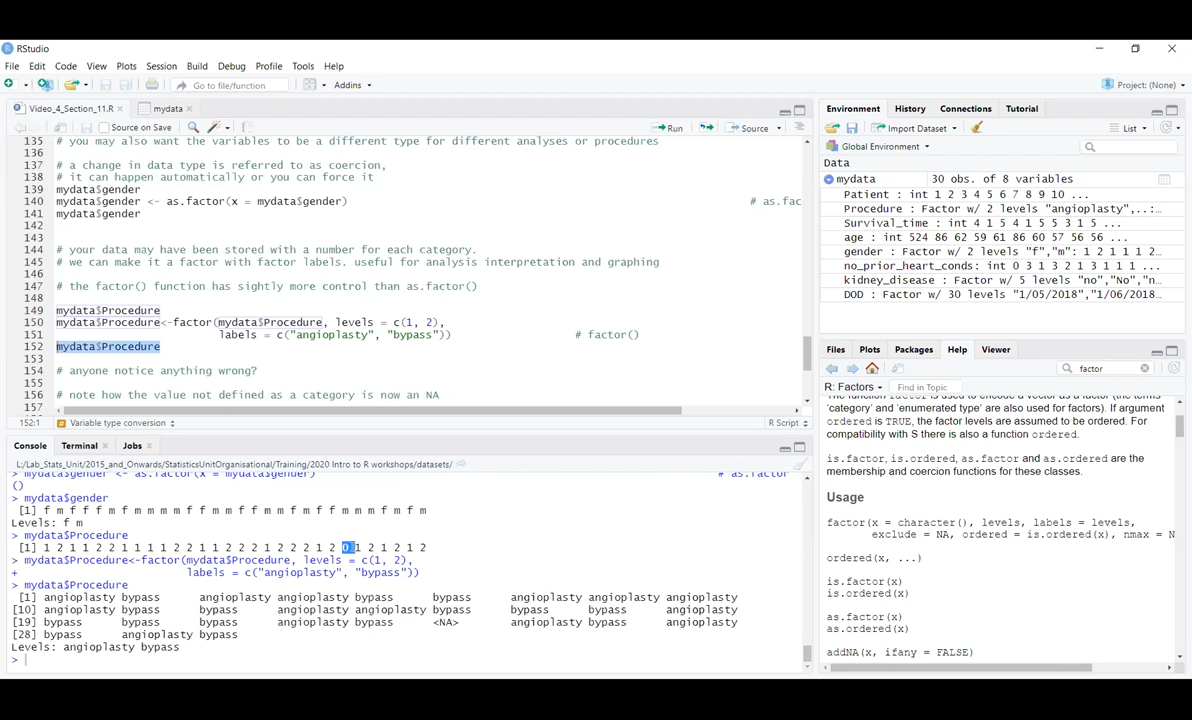 RStudio
File Edit Code View Plots Session Build Debug Profile Tools Help
Go to file/function Addins Project: (None)
Video_4_Section_11.R mydata
Source on Save Run Source
135 # you may also want the variables to be a different type for different analyses or procedures
136
137 # a change in data type is referred to as coercion,
138 # it can happen automatically or you can force it
139 mydata$gender
140 mydata$gender <- as.factor(x = mydata$gender) # as.fac
141 mydata$gender
142
143
144 # your data may have been stored with a number for each category.
145 # we can make it a factor with factor labels. useful for analysis interpretation and graphing
146
147 # the factor() function has sightly more control than as.factor()
148
149 mydata$Procedure
150 mydata$Procedure<-factor(mydata$Procedure, levels = c(1, 2),
151 labels = c("angioplasty", "bypass")) # factor()
152 mydata$Procedure
153
154 # anyone notice anything wrong?
155
156 # note how the value not defined as a category is now an NA
157
152:1 Variable type conversion R Script
Console Terminal Jobs
L:/Lab_Stats_Unit/2015_and_Onwards/StatisticsUnitOrganisational/Training/2020 Intro to R workshops/datasets/
> mydata$gender <- as.factor(x = mydata$gender) # as.factor
()
> mydata$gender
[1] f m f f f m f m m m m f f m m f f m m f m f f m m m f m f m
Levels: f m
> mydata$Procedure
[1] 1 2 1 1 2 2 1 1 1 1 2 2 1 1 2 2 2 1 2 2 2 1 2 0 1 2 1 2 1 2
> mydata$Procedure<-factor(mydata$Procedure, levels = c(1, 2),
+ labels = c("angioplasty", "bypass"))
> mydata$Procedure
[1] angioplasty bypass angioplasty angioplasty bypass bypass angioplasty angioplasty angioplasty
[10] angioplasty bypass bypass angioplasty angioplasty bypass bypass bypass angioplasty
[19] bypass bypass bypass angioplasty bypass <NA> angioplasty bypass angioplasty
[28] bypass angioplasty bypass
Levels: angioplasty bypass
>
Environment History Connections Tutorial
Import Dataset List
Global Environment
Data
mydata 30 obs. of 8 variables
Patient : int 1 2 3 4 5 6 7 8 9 10 ...
Procedure : Factor w/ 2 levels "angioplasty",..:...
Survival_time : int 4 1 5 4 1 5 5 3 1 5 ...
age : int 524 86 62 59 61 86 60 57 56 56 ...
gender : Factor w/ 2 levels "f","m": 1 2 1 1 1 2...
no_prior_heart_conds: int 0 3 1 3 2 1 3 1 1 1 ...
kidney_disease : Factor w/ 5 levels "no","No","n...
DOD : Factor w/ 30 levels "1/05/2018","1/06/2018...
Files Plots Packages Help Viewer
factor
R: Factors Find in Topic
The function factor is used to encode a vector as a factor (the terms
‘category’ and ‘enumerated type’ are also used for factors). If argument
ordered is TRUE, the factor levels are assumed to be ordered. For
compatibility with S there is also a function ordered.
is.factor, is.ordered, as.factor and as.ordered are the
membership and coercion functions for these classes.
Usage
factor(x = character(), levels, labels = levels,
exclude = NA, ordered = is.ordered(x), nmax = N
ordered(x, ...)
is.factor(x)
is.ordered(x)
as.factor(x)
as.ordered(x)
addNA(x, ifany = FALSE)